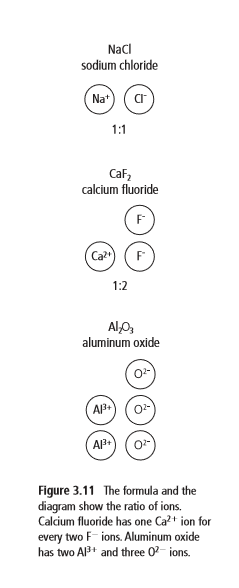 NaCl
sodium chloride
Na⁺ Cl⁻
1:1
CaF₂
calcium fluoride
F⁻
Ca²⁺ F⁻
1:2
Al₂O₃
aluminum oxide
O²⁻
Al³⁺ O²⁻
Al³⁺ O²⁻
Figure 3.11 The formula and the
diagram show the ratio of ions.
Calcium fluoride has one Ca²⁺ ion for
every two F⁻ ions. Aluminum oxide
has two Al³⁺ and three O²⁻ ions.